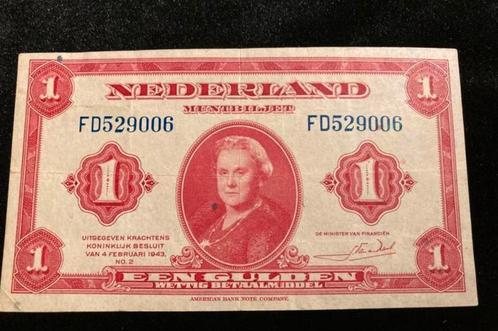 1 NEDERLAND 1
MUNTBILJET
FD529006 FD529006
1 1
UITGEGEVEN KRACHTENS
KONINKLIJK BESLUIT
VAN 4 FEBRUARI 1943,
NO. 2
DE MINISTER VAN FINANCIËN,
1 EEN GULDEN 1
WETTIG BETAALMIDDEL
AMERICAN BANK NOTE COMPANY.